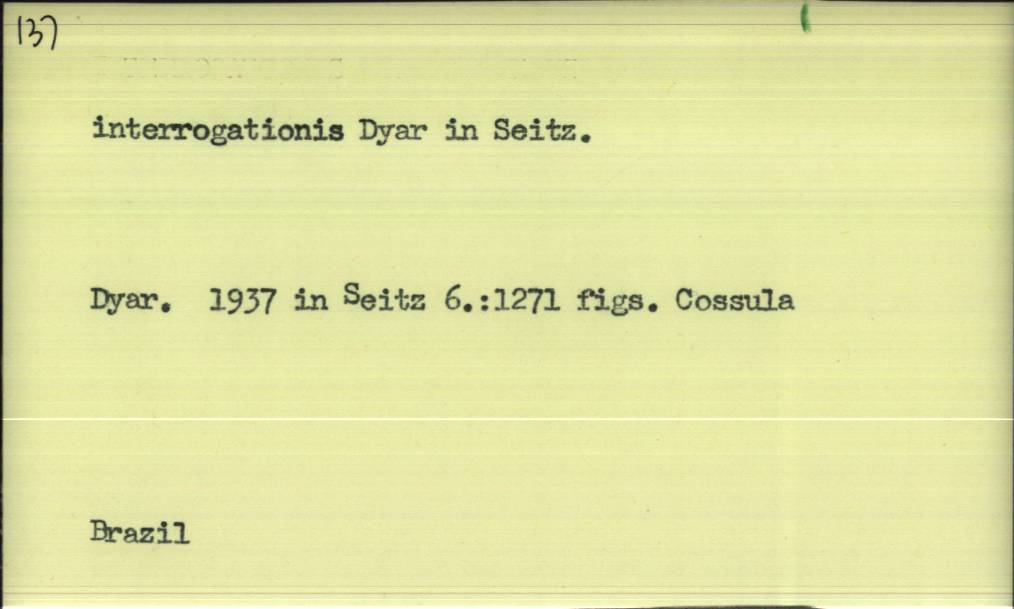 137
interrogationis Dyar in Seitz.
Dyar. 1937 in Seitz 6.:1271 figs. Cossula
Brazil